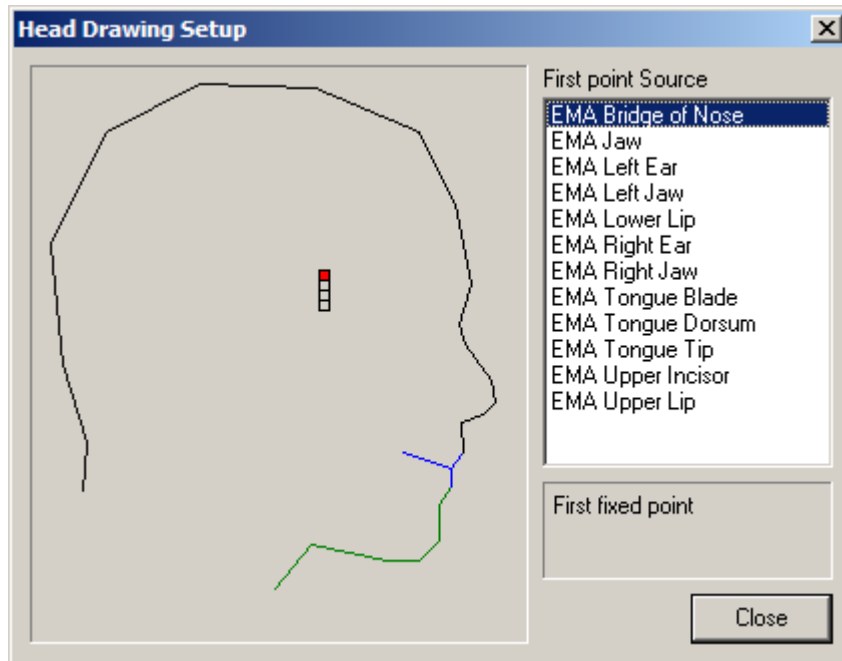 Head Drawing Setup
First point Source
EMA Bridge of Nose
EMA Jaw
EMA Left Ear
EMA Left Jaw
EMA Lower Lip
EMA Right Ear
EMA Right Jaw
EMA Tongue Blade
EMA Tongue Dorsum
EMA Tongue Tip
EMA Upper Incisor
EMA Upper Lip
First fixed point
Close